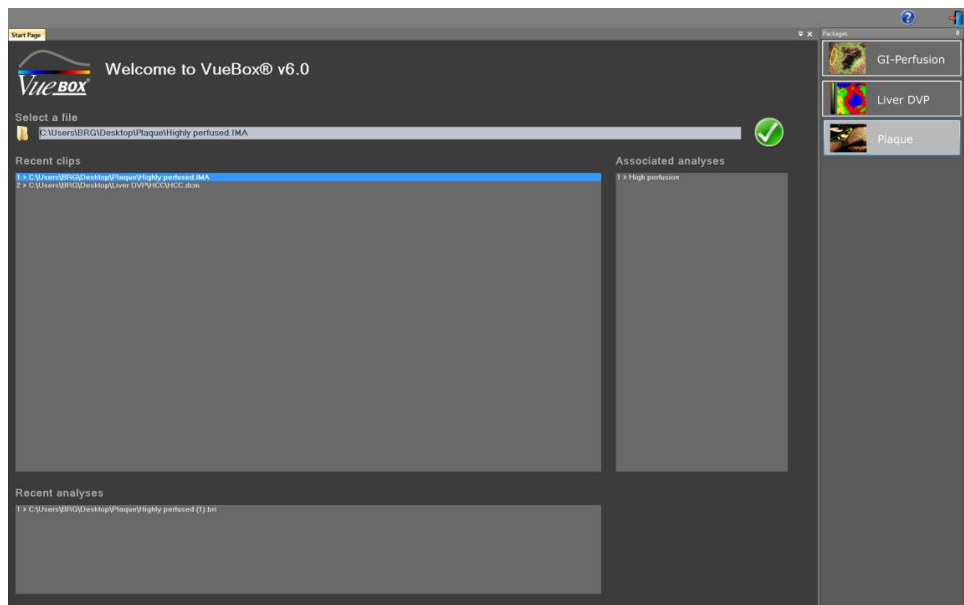 Start Page
Packages
VUEBOX®
Welcome to VueBox® v6.0
GI-Perfusion
Liver DVP
Plaque
Select a file
C:\Users\BRG\Desktop\Plaque\Highly perfused.IMA
Recent clips
1 > C:\Users\BRG\Desktop\Plaque\Highly perfused.IMA
2 > C:\Users\BRG\Desktop\Liver DVP\HCC\HCC.dcm
Associated analyses
1 > High perfusion
Recent analyses
1 > C:\Users\BRG\Desktop\Plaque\Highly perfused (1).bri